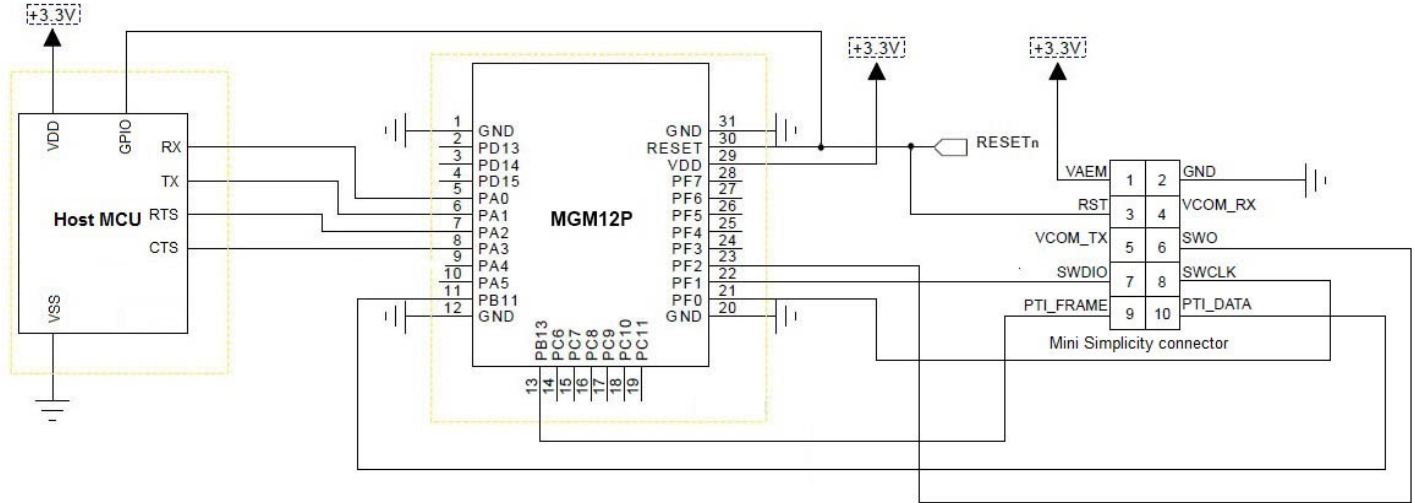 +3.3V
+3.3V
+3.3V
Host MCU
VDD
GPIO
RX
TX
RTS
CTS
VSS
MGM12P
1 GND
2 PD13
3 PD14
4 PD15
5 PA0
6 PA1
7 PA2
8 PA3
9 PA4
10 PA5
11 PB11
12 GND
13 PB13
14 PC6
15 PC7
16 PC8
17 PC9
18 PC10
19 PC11
GND 31
RESET 30
VDD 29
PF7 28
PF6 27
PF5 26
PF4 25
PF3 24
PF2 23
PF1 22
PF0 21
GND 20
RESETn
VAEM 1 2 GND
RST 3 4 VCOM_RX
VCOM_TX 5 6 SWO
SWDIO 7 8 SWCLK
PTI_FRAME 9 10 PTI_DATA
Mini Simplicity connector